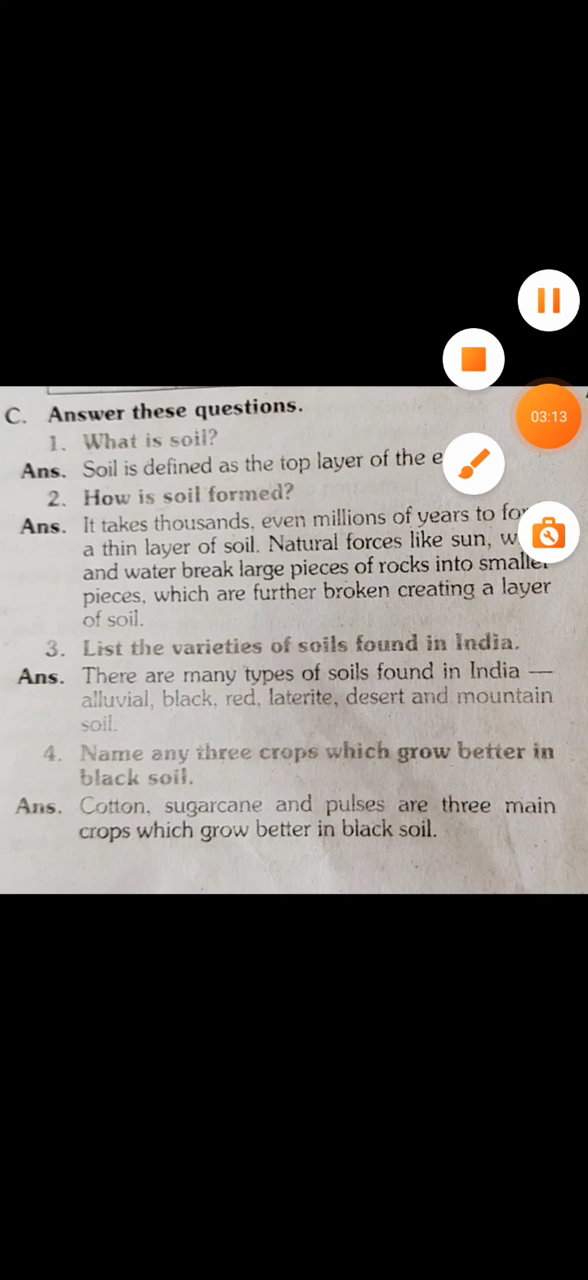 03:13
C. Answer these questions.
1. What is soil?
Ans. Soil is defined as the top layer of the
2. How is soil formed?
Ans. It takes thousands, even millions of years to
a thin layer of soil. Natural forces like sun,
and water break large pieces of rocks into smaller
pieces, which are further broken creating a layer
of soil.
3. List the varieties of soils found in India.
Ans. There are many types of soils found in India —
alluvial, black, red, laterite, desert and mountain
soil.
4. Name any three crops which grow better in
black soil.
Ans. Cotton, sugarcane and pulses are three main
crops which grow better in black soil.